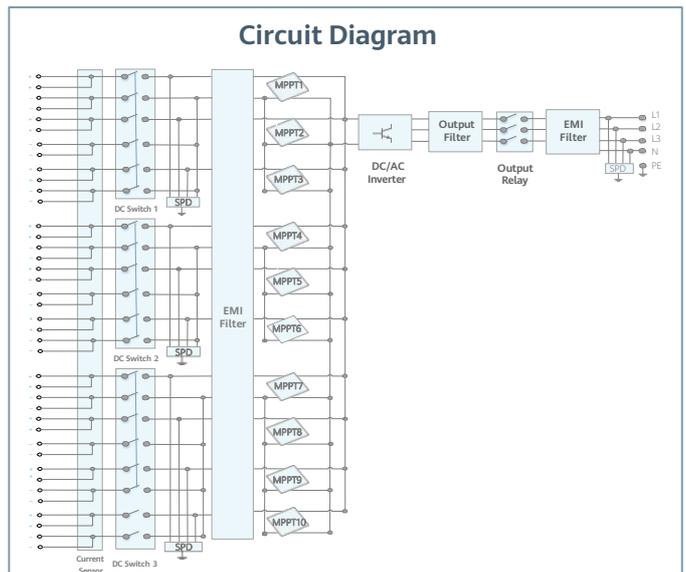 Circuit Diagram
MPPT1
MPPT2
MPPT3
SPD
DC Switch 1
MPPT4
MPPT5
MPPT6
SPD
DC Switch 2
EMI
Filter
MPPT7
MPPT8
MPPT9
MPPT10
SPD
Current
Sensor
DC Switch 3
DC/AC
Inverter
Output
Filter
Output
Relay
EMI
Filter
L1
L2
L3
N
PE
SPD